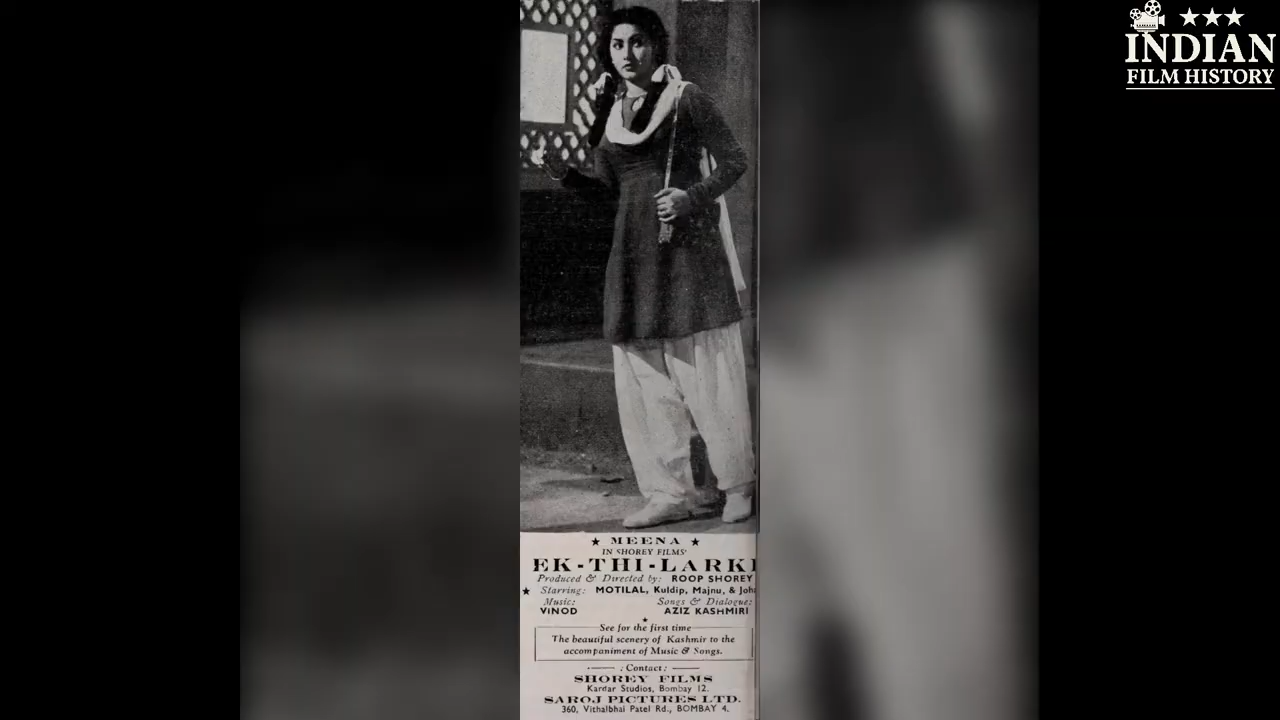 INDIAN
FILM HISTORY
★ MEENA ★
IN SHOREY FILMS'
EK-THI-LARKI
Produced & Directed by: ROOP SHOREY
★ Starring: MOTILAL, Kuldip, Majnu, & Joh
Music: Songs & Dialogue:
VINOD AZIZ KASHMIRI
See for the first time
The beautiful scenery of Kashmir to the
accompaniment of Music & Songs.
: Contact :
SHOREY FILMS
Kardar Studios, Bombay 12.
SAROJ PICTURES LTD.
360, Vithalbhai Patel Rd., BOMBAY 4.